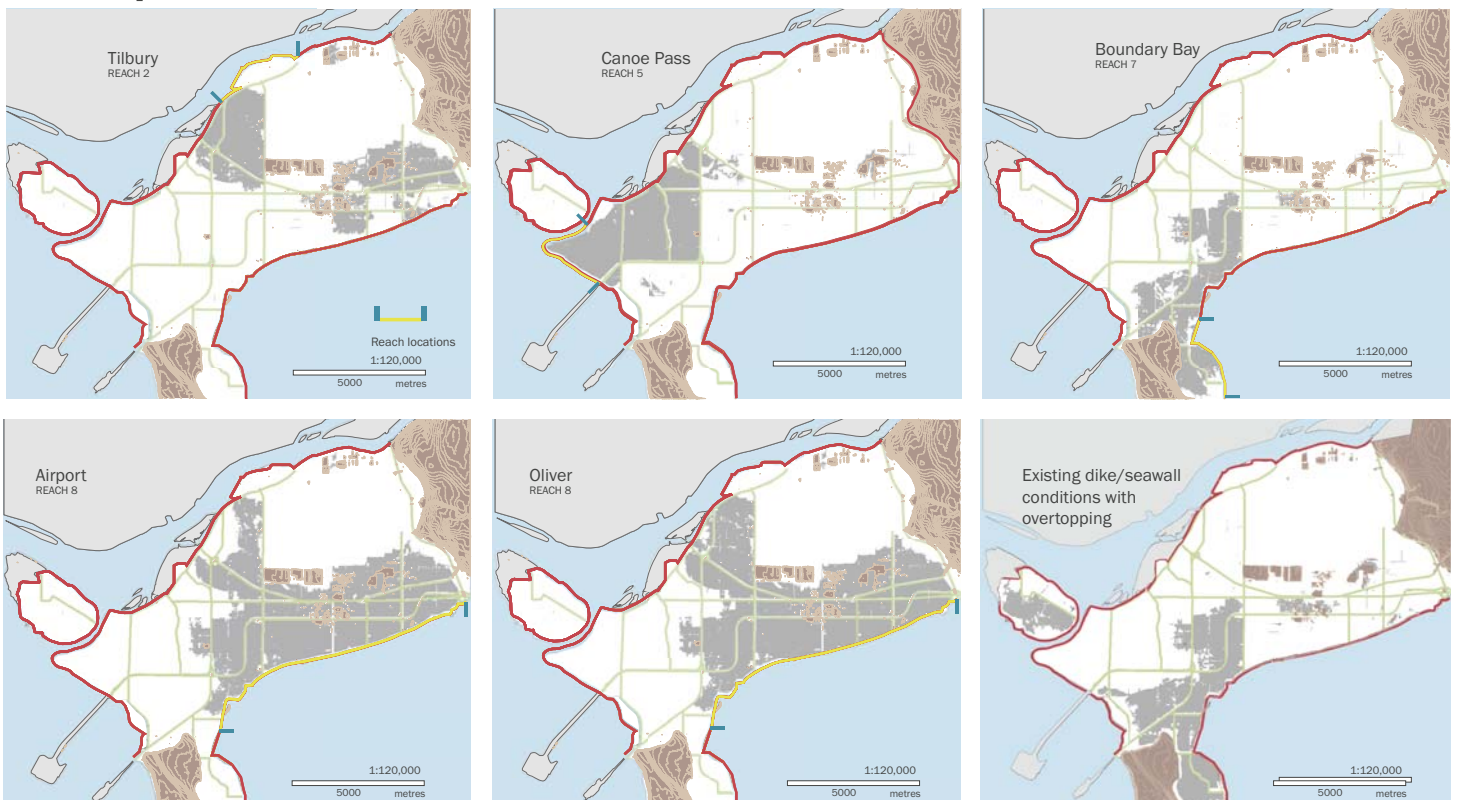 Tilbury
REACH 2
Reach locations
1:120,000
5000 metres
Canoe Pass
REACH 5
1:120,000
5000 metres
Boundary Bay
REACH 7
1:120,000
5000 metres
Airport
REACH 8
1:120,000
5000 metres
Oliver
REACH 8
1:120,000
5000 metres
Existing dike/seawall
conditions with
overtopping
1:120,000
5000 metres